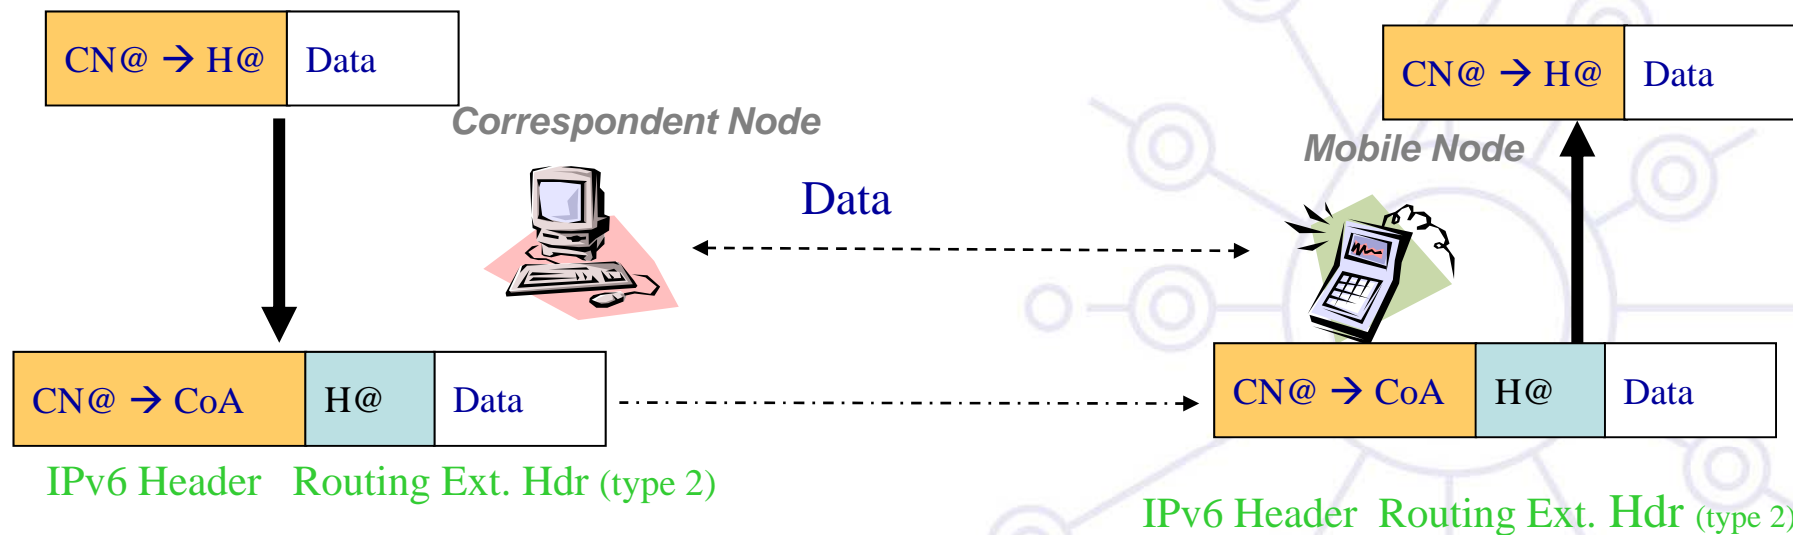 CN@ → H@ Data
CN@ → H@ Data
Correspondent Node
Mobile Node
Data
CN@ → CoA H@ Data
CN@ → CoA H@ Data
IPv6 Header Routing Ext. Hdr (type 2)
IPv6 Header Routing Ext. Hdr (type 2)